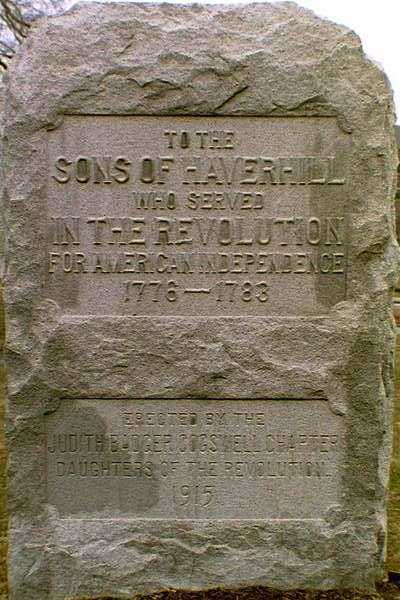 TO THE
SONS OF HAVERHILL
WHO SERVED
IN THE REVOLUTION
FOR AMERICAN INDEPENDENCE
1776—1783
ERECTED BY THE
JUDITH BADGER COGSWELL CHAPTER
DAUGHTERS OF THE REVOLUTION.
1915